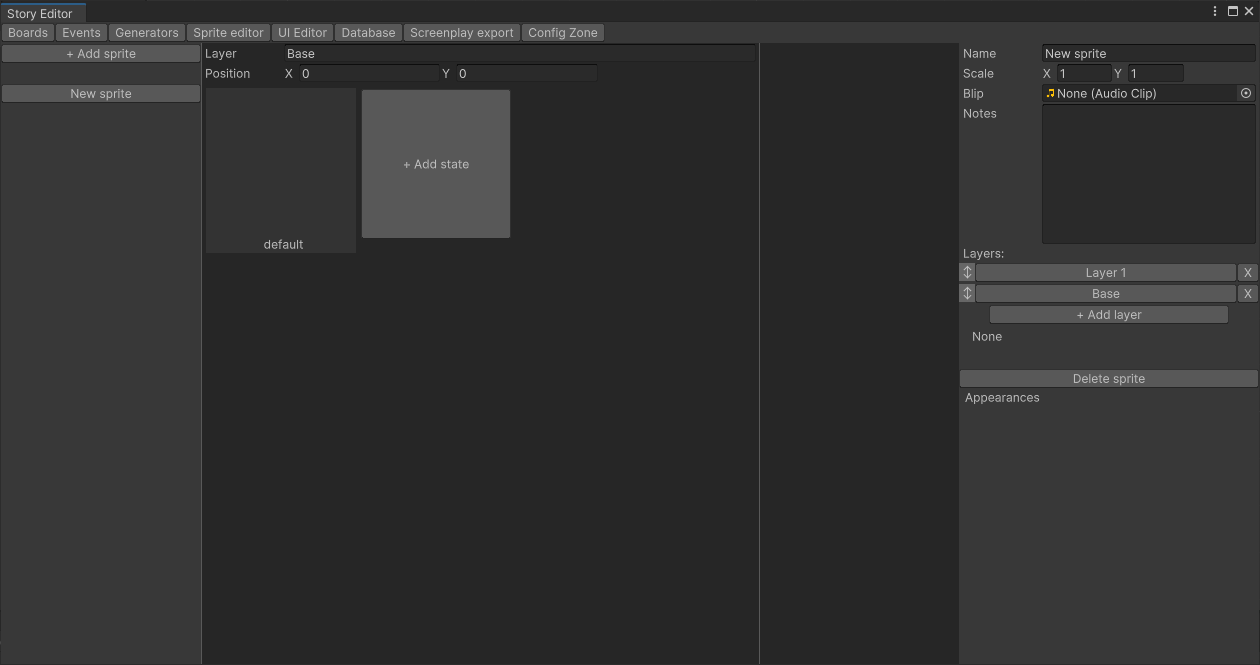 Story Editor
Boards Events Generators Sprite editor UI Editor Database Screenplay export Config Zone
+ Add sprite
New sprite
Layer Base
Position X 0 Y 0
default
+ Add state
Name New sprite
Scale X 1 Y 1
Blip None (Audio Clip)
Notes
Layers:
Layer 1 X
Base X
+ Add layer
None
Delete sprite
Appearances